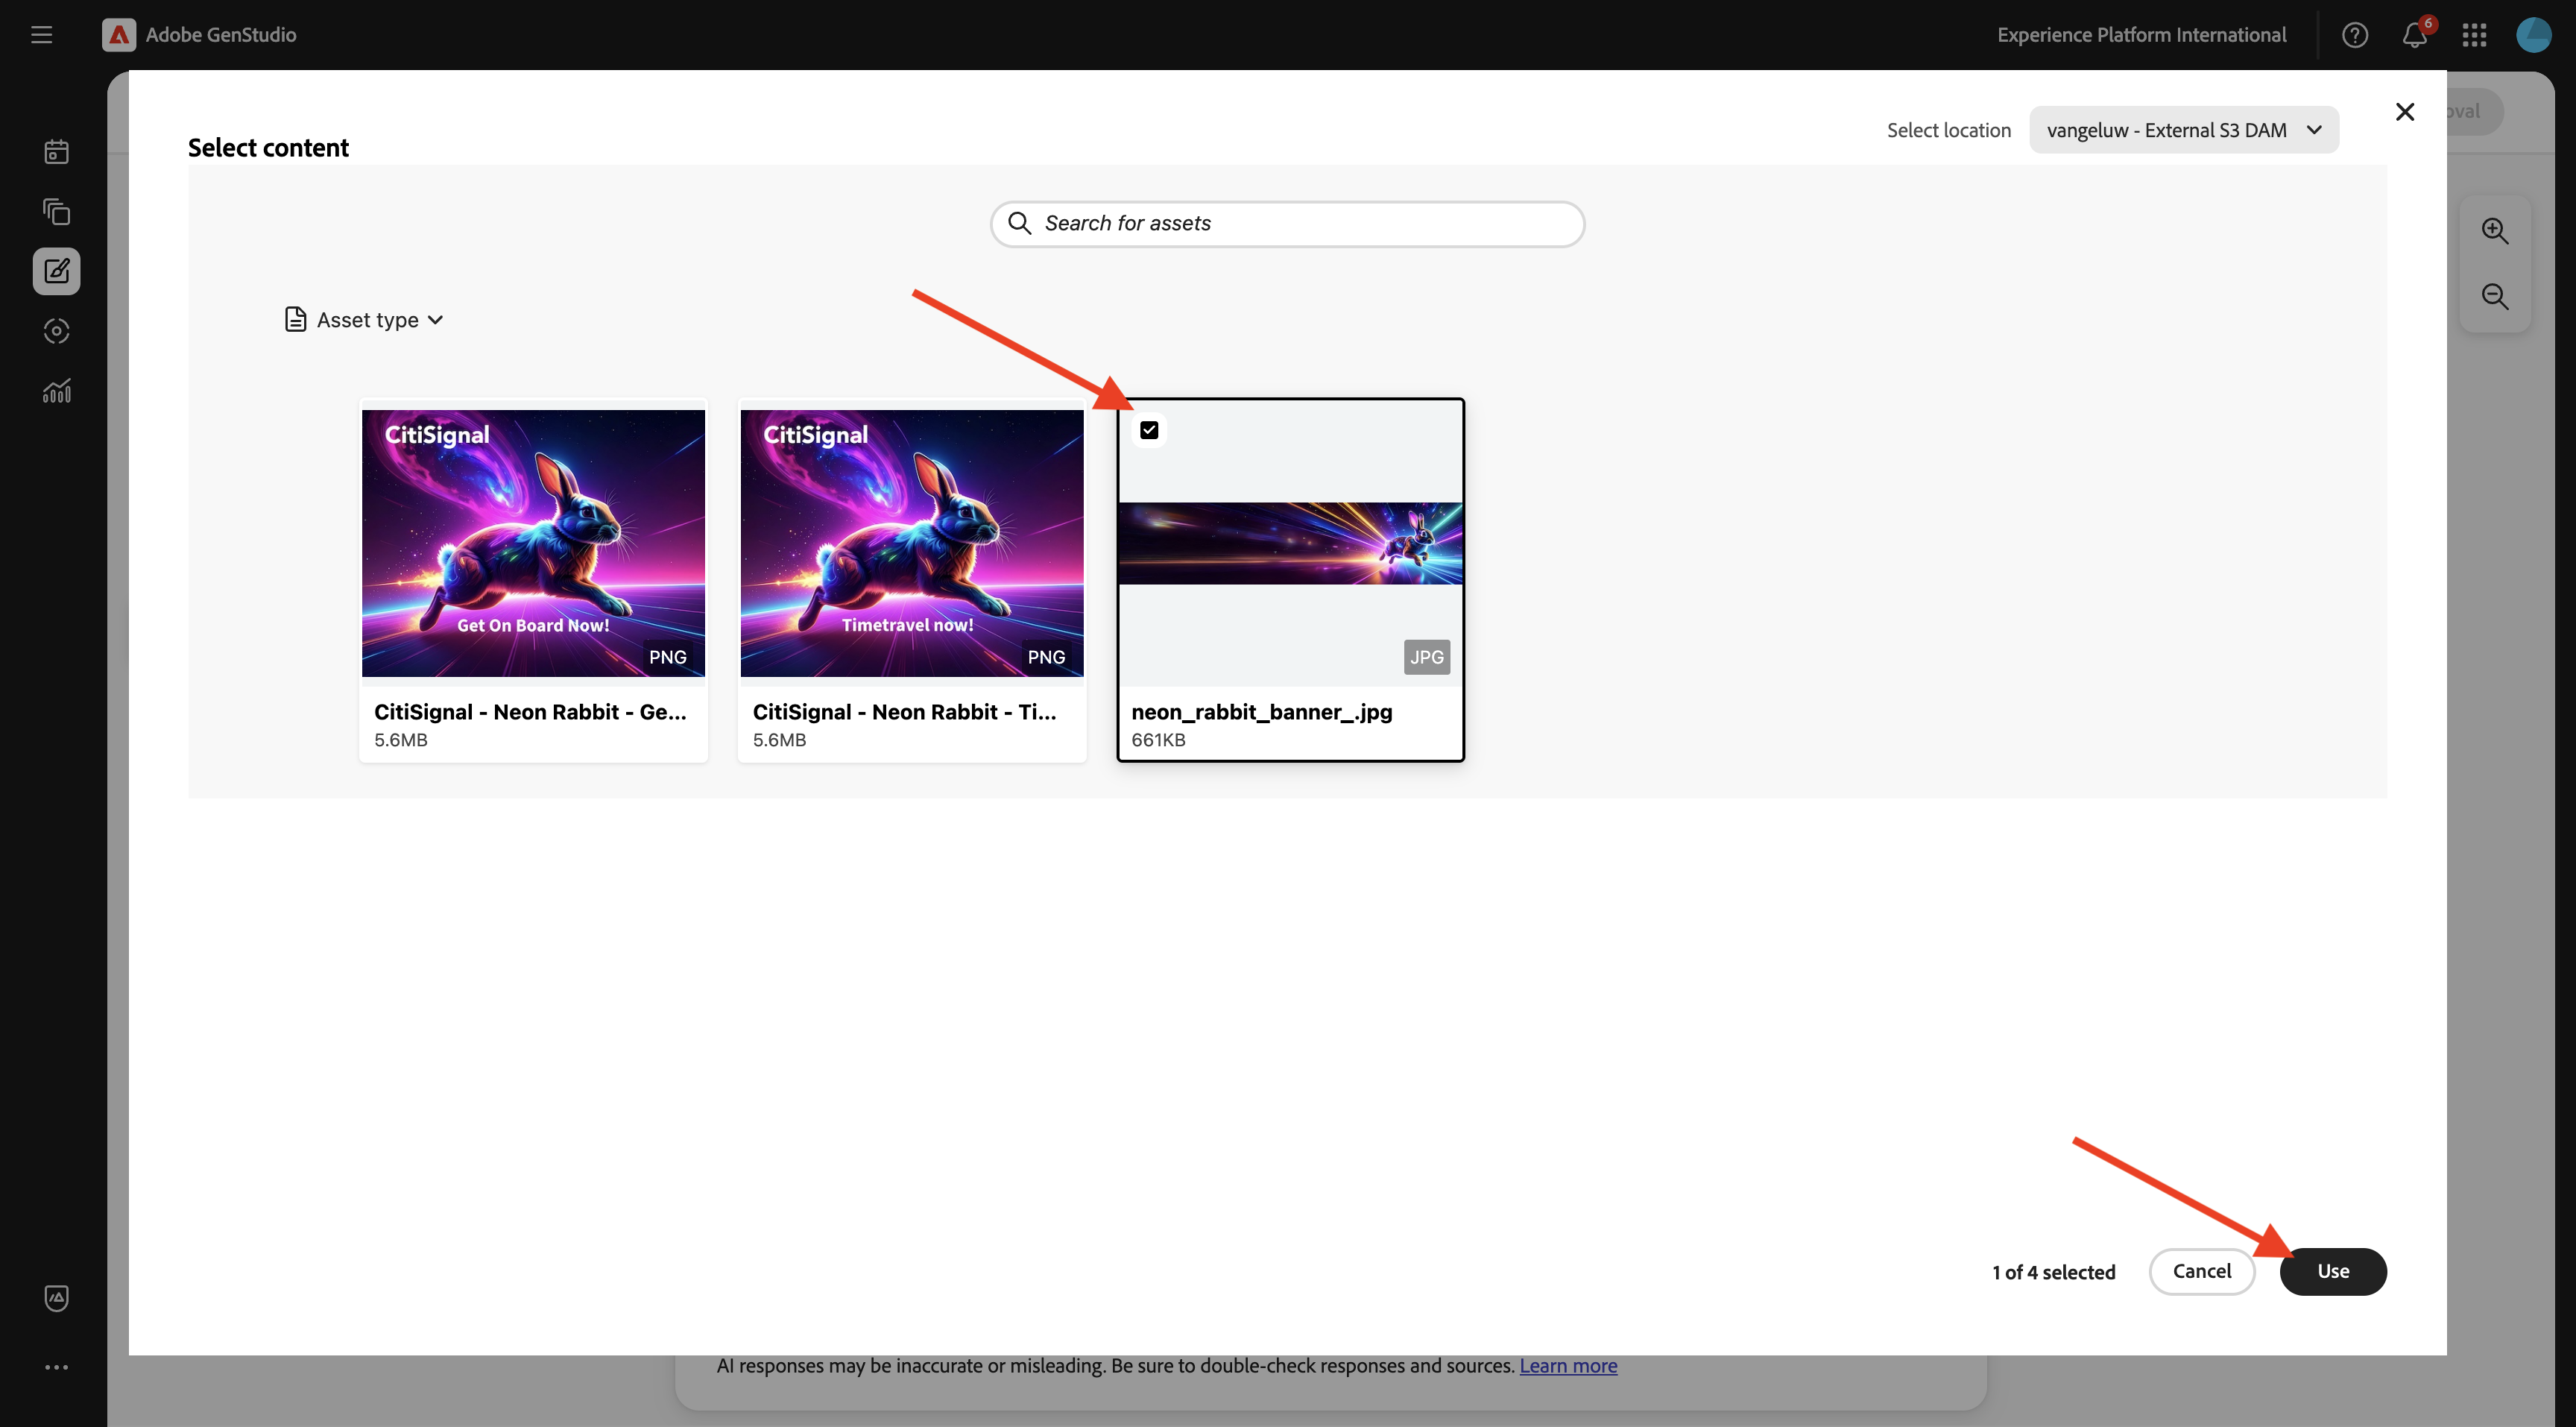 Adobe GenStudio
Experience Platform International
6
oval
Select content
Select location
vangeluw - External S3 DAM
Search for assets
Asset type
CitiSignal
Get On Board Now!
PNG
CitiSignal - Neon Rabbit - Ge...
5.6MB
CitiSignal
Timetravel now!
PNG
CitiSignal - Neon Rabbit - Ti...
5.6MB
JPG
neon_rabbit_banner_.jpg
661KB
1 of 4 selected
Cancel
Use
AI responses may be inaccurate or misleading. Be sure to double-check responses and sources. Learn more